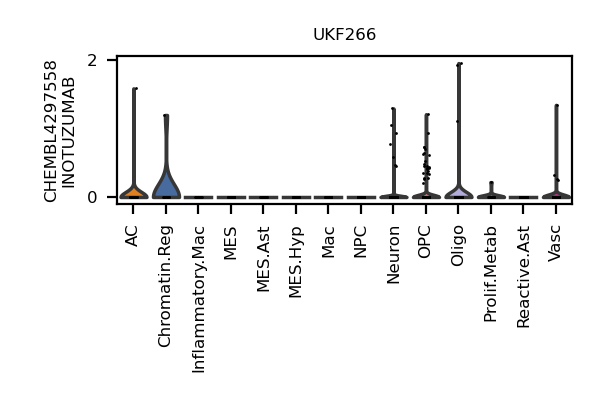 UKF266
CHEMBL4297558
INOTUZUMAB
2
0
AC
Chromatin.Reg
Inflammatory.Mac
MES
MES.Ast
MES.Hyp
Mac
NPC
Neuron
OPC
Oligo
Prolif.Metab
Reactive.Ast
Vasc